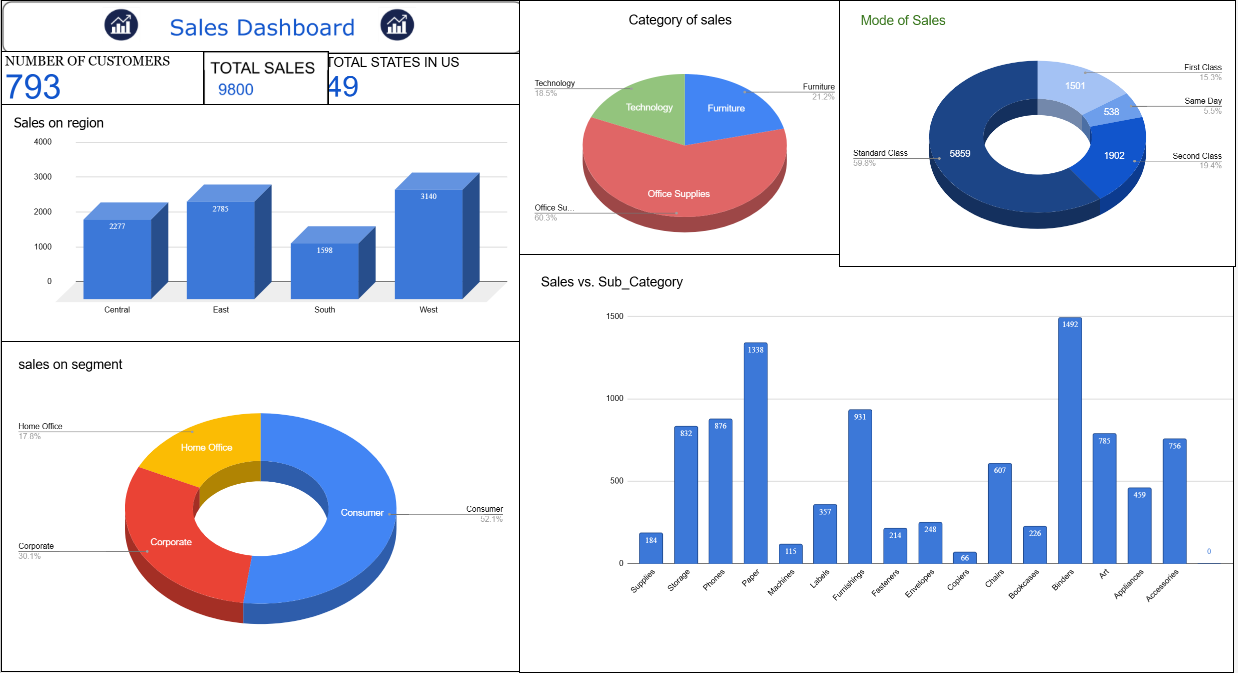 Sales Dashboard
NUMBER OF CUSTOMERS
793
TOTAL SALES
9800
TOTAL STATES IN US
49
Sales on region
4000
3000
2000
1000
0
2277
2785
1598
3140
Central
East
South
West
sales on segment
Home Office
17.8%
Corporate
30.1%
Home Office
Corporate
Consumer
Consumer
52.1%
Category of sales
Technology
18.5%
Office Su...
60.3%
Technology
Furniture
Office Supplies
Furniture
21.2%
Mode of Sales
Standard Class
59.8%
5859
1501
538
1902
First Class
15.3%
Same Day
5.5%
Second Class
19.4%
Sales vs. Sub_Category
1500
1000
500
0
184
832
876
1338
115
357
931
214
248
66
607
226
1492
785
459
756
0
Supplies
Storage
Phones
Paper
Machines
Labels
Furnishings
Fasteners
Envelopes
Copiers
Chairs
Bookcases
Binders
Art
Appliances
Accessories